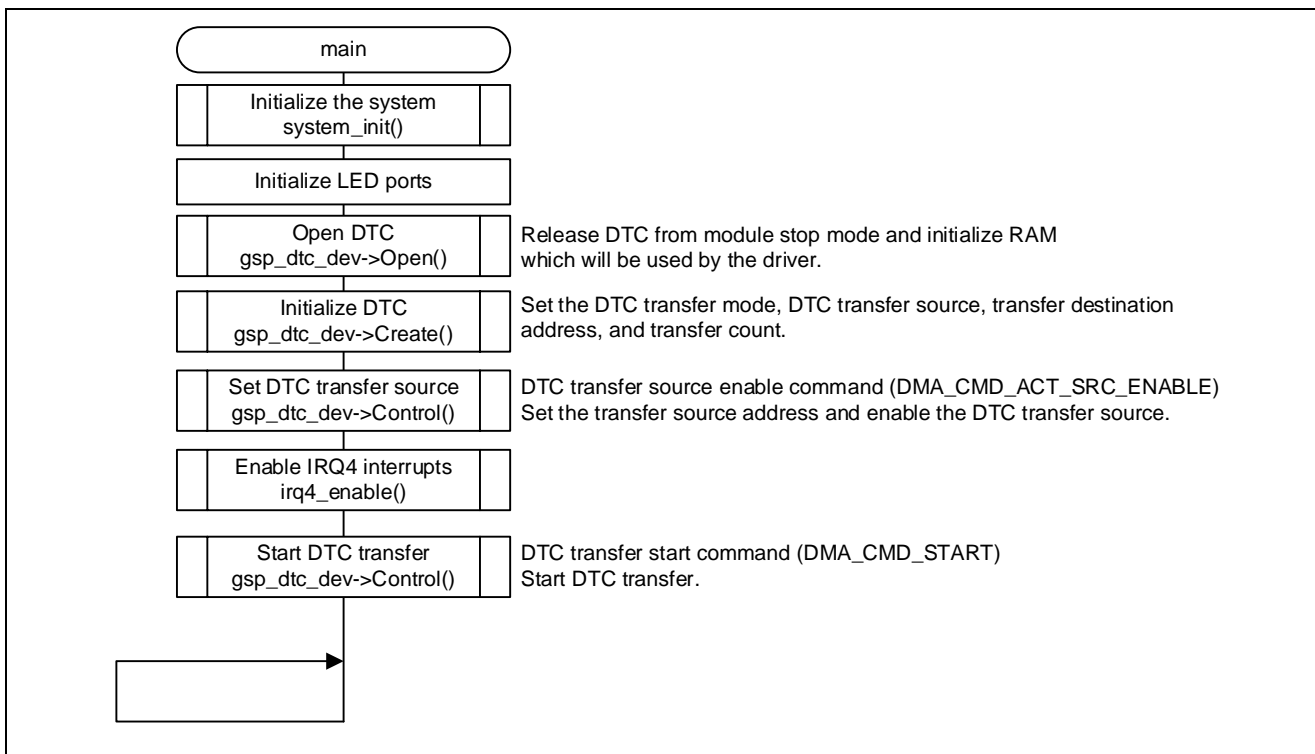 main
Initialize the system
system_init()
Initialize LED ports
Open DTC
gsp_dtc_dev->Open()
Release DTC from module stop mode and initialize RAM
which will be used by the driver.
Initialize DTC
gsp_dtc_dev->Create()
Set the DTC transfer mode, DTC transfer source, transfer destination
address, and transfer count.
Set DTC transfer source
gsp_dtc_dev->Control()
DTC transfer source enable command (DMA_CMD_ACT_SRC_ENABLE)
Set the transfer source address and enable the DTC transfer source.
Enable IRQ4 interrupts
irq4_enable()
Start DTC transfer
gsp_dtc_dev->Control()
DTC transfer start command (DMA_CMD_START)
Start DTC transfer.